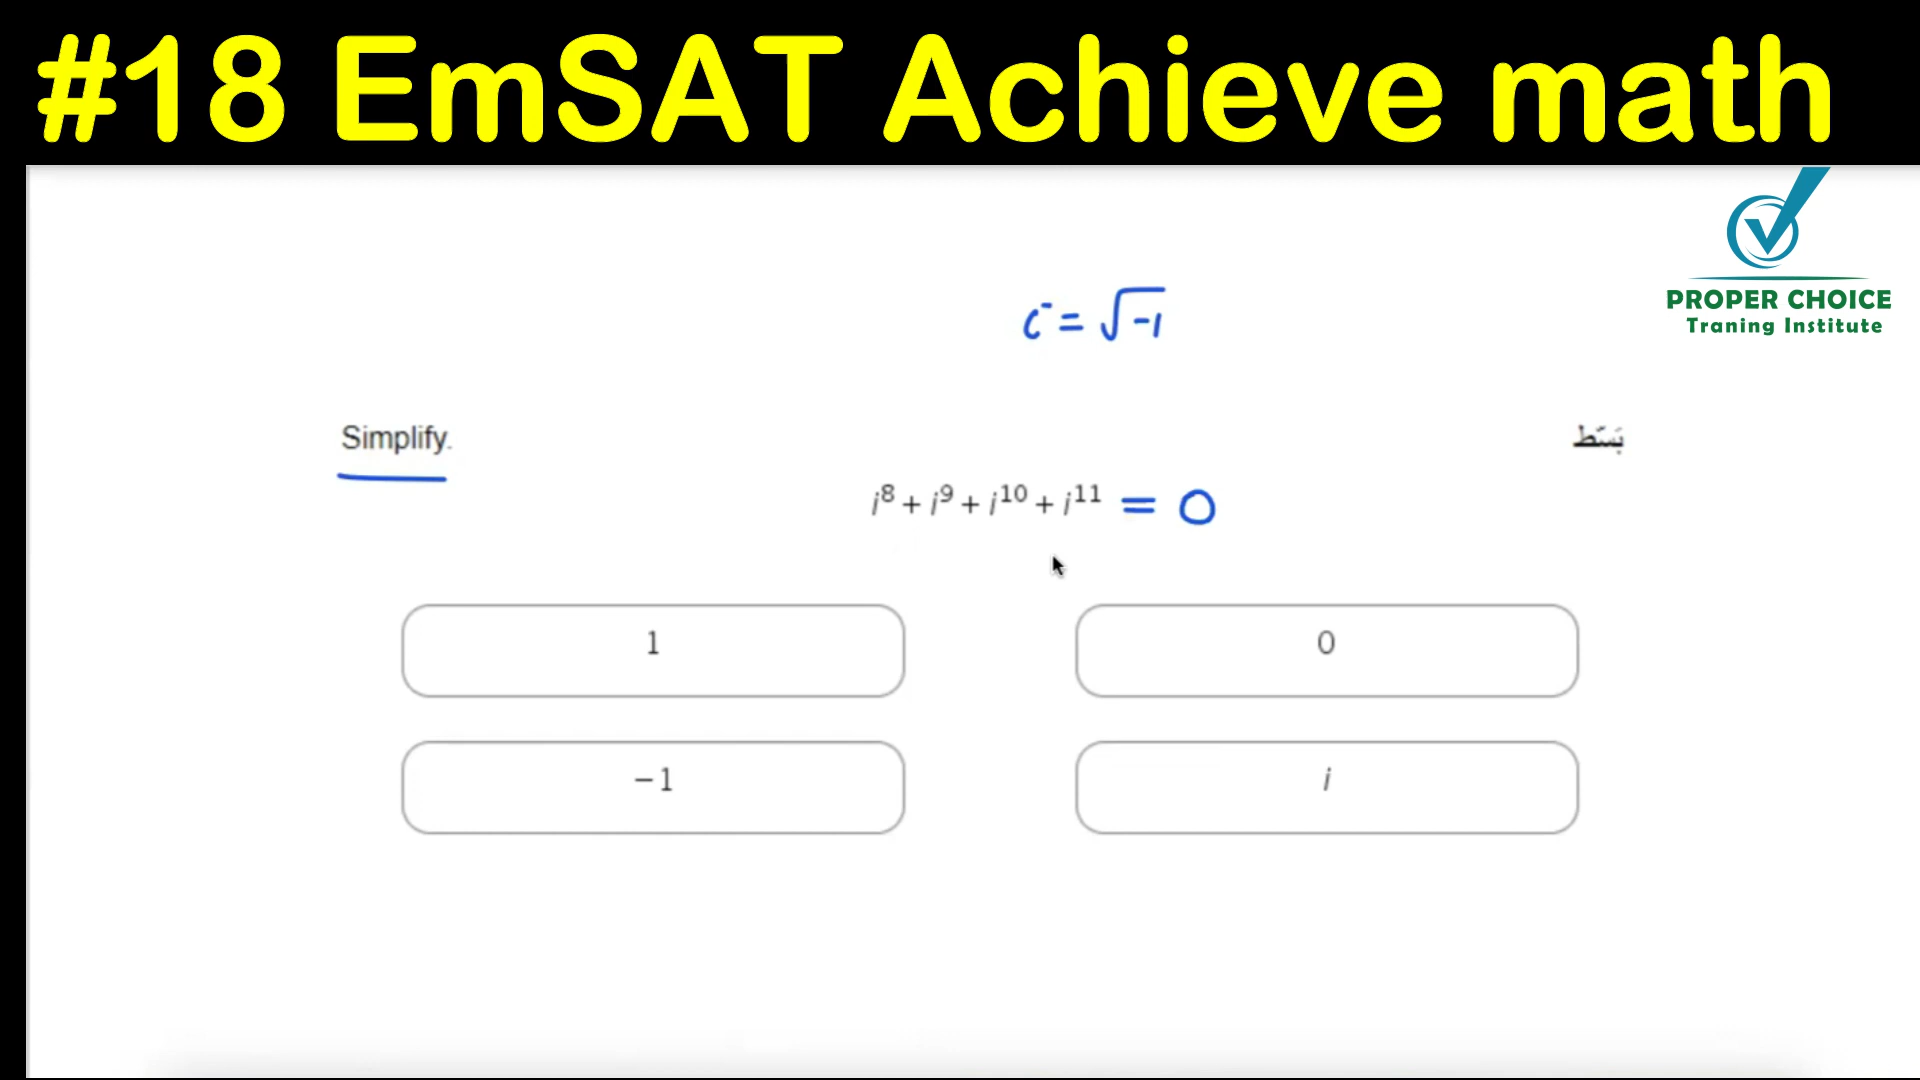 #18 EmSAT Achieve math
PROPER CHOICE
Traning Institute
i = √-1
Simplify.
بَسّط
i⁸ + i⁹ + i¹⁰ + i¹¹ = 0
1
0
−1
i